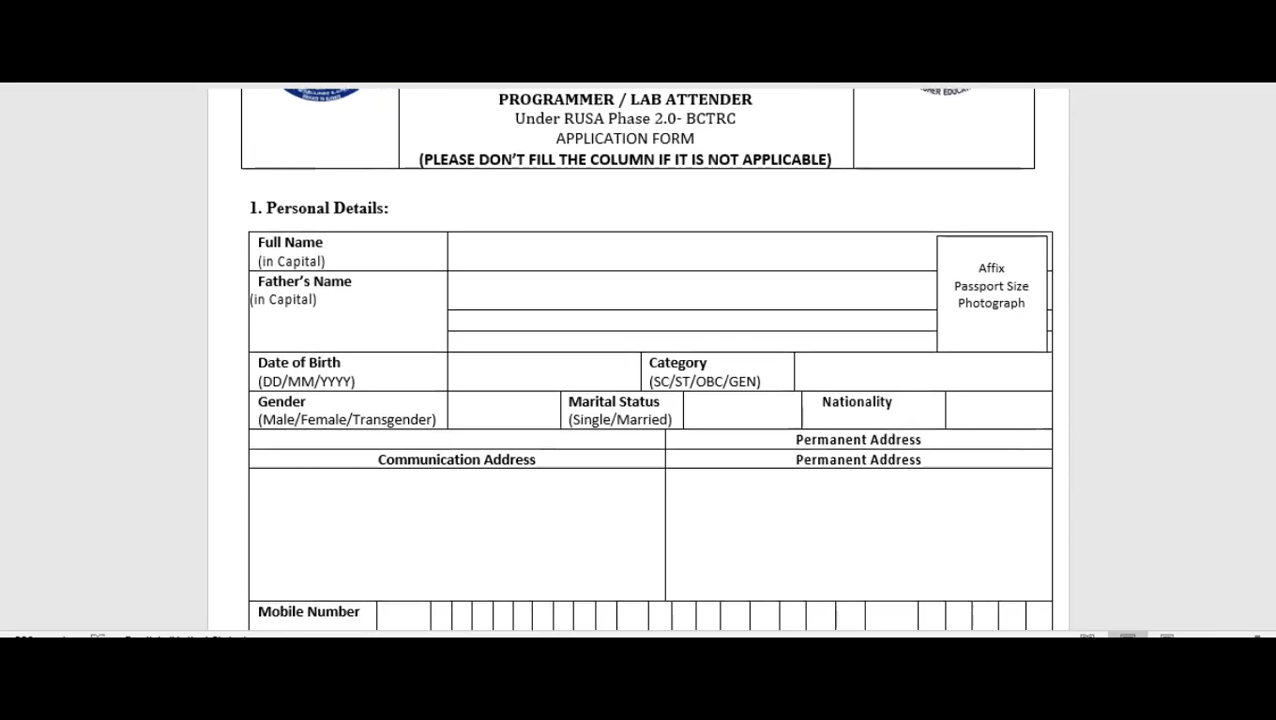 PROGRAMMER / LAB ATTENDER
Under RUSA Phase 2.0- BCTRC
APPLICATION FORM
(PLEASE DON'T FILL THE COLUMN IF IT IS NOT APPLICABLE)
1. Personal Details:
Full Name
(in Capital)
Affix
Passport Size
Photograph
Father's Name
(in Capital)
Date of Birth
(DD/MM/YYYY)
Category
(SC/ST/OBC/GEN)
Gender
(Male/Female/Transgender)
Marital Status
(Single/Married)
Nationality
Permanent Address
Communication Address
Permanent Address
Mobile Number